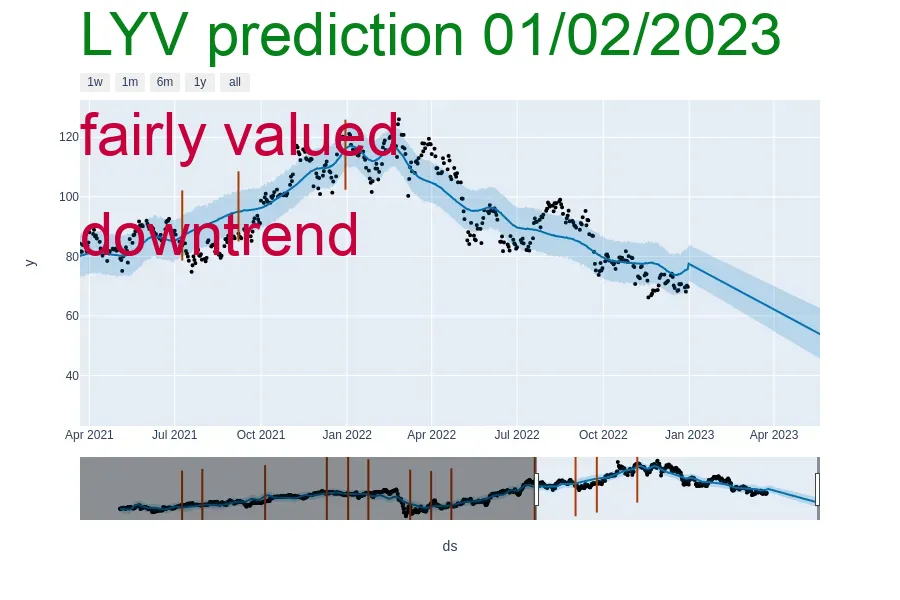 LYV prediction 01/02/2023
1w 1m 6m 1y all
fairly valued
downtrend
120
100
80
60
40
y
Apr 2021 Jul 2021 Oct 2021 Jan 2022 Apr 2022 Jul 2022 Oct 2022 Jan 2023 Apr 2023
ds